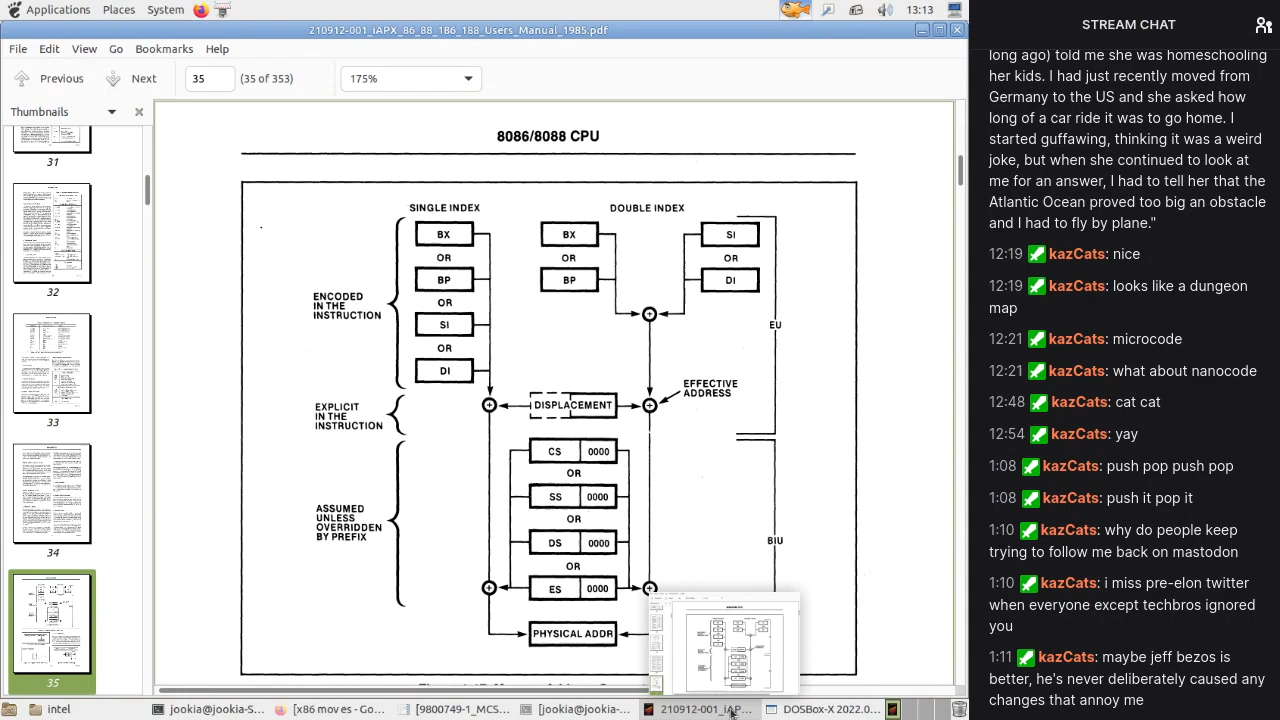 Applications Places System 13:13
210912-001_iAPX_86_88_186_188_Users_Manual_1985.pdf
File Edit View Go Bookmarks Help
Previous Next 35 (35 of 353) 175%
Thumbnails
31
32
33
34
35
8086/8088 CPU
SINGLE INDEX DOUBLE INDEX
BX BX SI
OR OR OR
BP BP DI
OR
SI
OR
DI
ENCODED
IN THE
INSTRUCTION
EU
EFFECTIVE
ADDRESS
DISPLACEMENT
EXPLICIT
IN THE
INSTRUCTION
CS 0000
OR
SS 0000
OR
DS 0000
OR
ES 0000
ASSUMED
UNLESS
OVERRIDDEN
BY PREFIX
BIU
PHYSICAL ADDR
intel jookia@jookia-S... [x86 moves - Go... [9800749-1_MCS... [jookia@jookia-... 210912-001_iAP... DOSBox-X 2022.0...
STREAM CHAT
long ago) told me she was homeschooling
her kids. I had just recently moved from
Germany to the US and she asked how
long of a car ride it was to go home. I
started guffawing, thinking it was a weird
joke, but when she continued to look at
me for an answer, I had to tell her that the
Atlantic Ocean proved too big an obstacle
and I had to fly by plane."
12:19 kazCats: nice
12:19 kazCats: looks like a dungeon
map
12:21 kazCats: microcode
12:21 kazCats: what about nanocode
12:48 kazCats: cat cat
12:54 kazCats: yay
1:08 kazCats: push pop push pop
1:08 kazCats: push it pop it
1:10 kazCats: why do people keep
trying to follow me back on mastodon
1:10 kazCats: i miss pre-elon twitter
when everyone except techbros ignored
you
1:11 kazCats: maybe jeff bezos is
better, he's never deliberately caused any
changes that annoy me